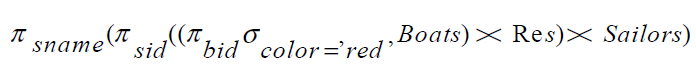 π sname(π sid((π bid σ color=’red’ Boats) ⋈ Res) ⋈ Sailors)